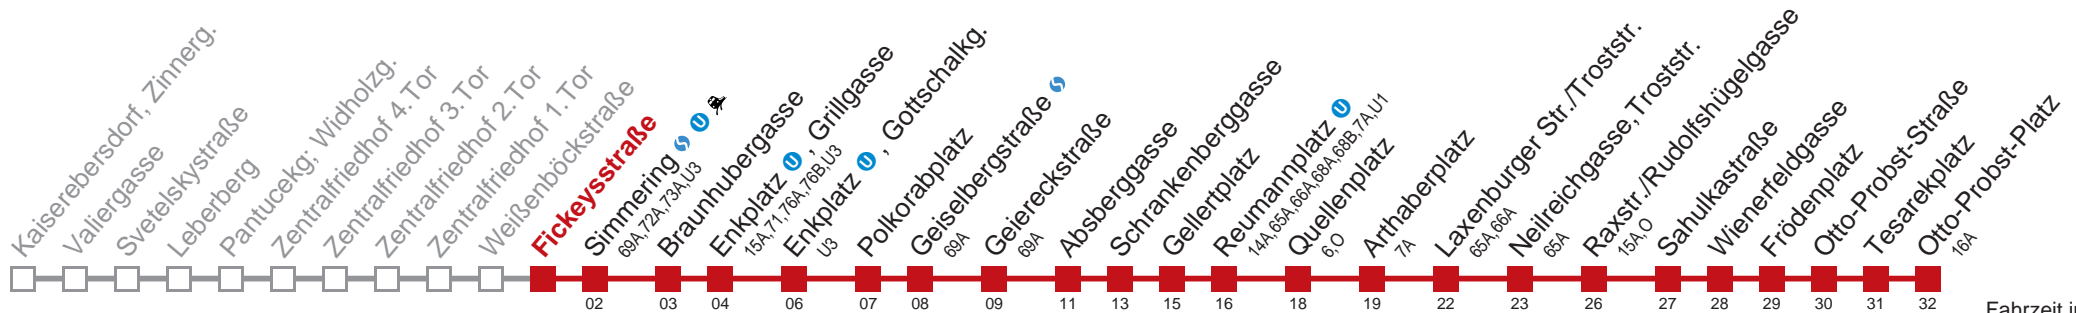 Kaiserebersdorf, Zinnerg.
Valiergasse
Svetelskystraße
Leberberg
Pantucekg; Widholzg.
Zentralfriedhof 4.Tor
Zentralfriedhof 3.Tor
Zentralfriedhof 2.Tor
Zentralfriedhof 1.Tor
Weißenböckstraße
Fickeysstraße
Simmering U
69A,72A,73A,U3
Braunhubergasse
Enkplatz U , Grillgasse
15A,71,76A,76B,U3
Enkplatz U , Gottschalkg.
U3
Polkorabplatz
Geiselbergstraße
69A
Geiereckstraße
69A
Absberggasse
Schrankenberggasse
Gellertplatz
Reumannplatz U
14A,65A,66A,68A,68B,7A,U1
Quellenplatz
6,O
Arthaberplatz
7A
Laxenburger Str./Troststr.
65A,66A
Neilreichgasse,Troststr.
65A
Raxstr./Rudolfshügelgasse
15A,O
Sahulkastraße
Wienerfeldgasse
Frödenplatz
Otto-Probst-Straße
Tesarekplatz
Otto-Probst-Platz
16A
02 03 04 06 07 08 09 11 13 15 16 18 19 22 23 26 27 28 29 30 31 32
Fahrzeit